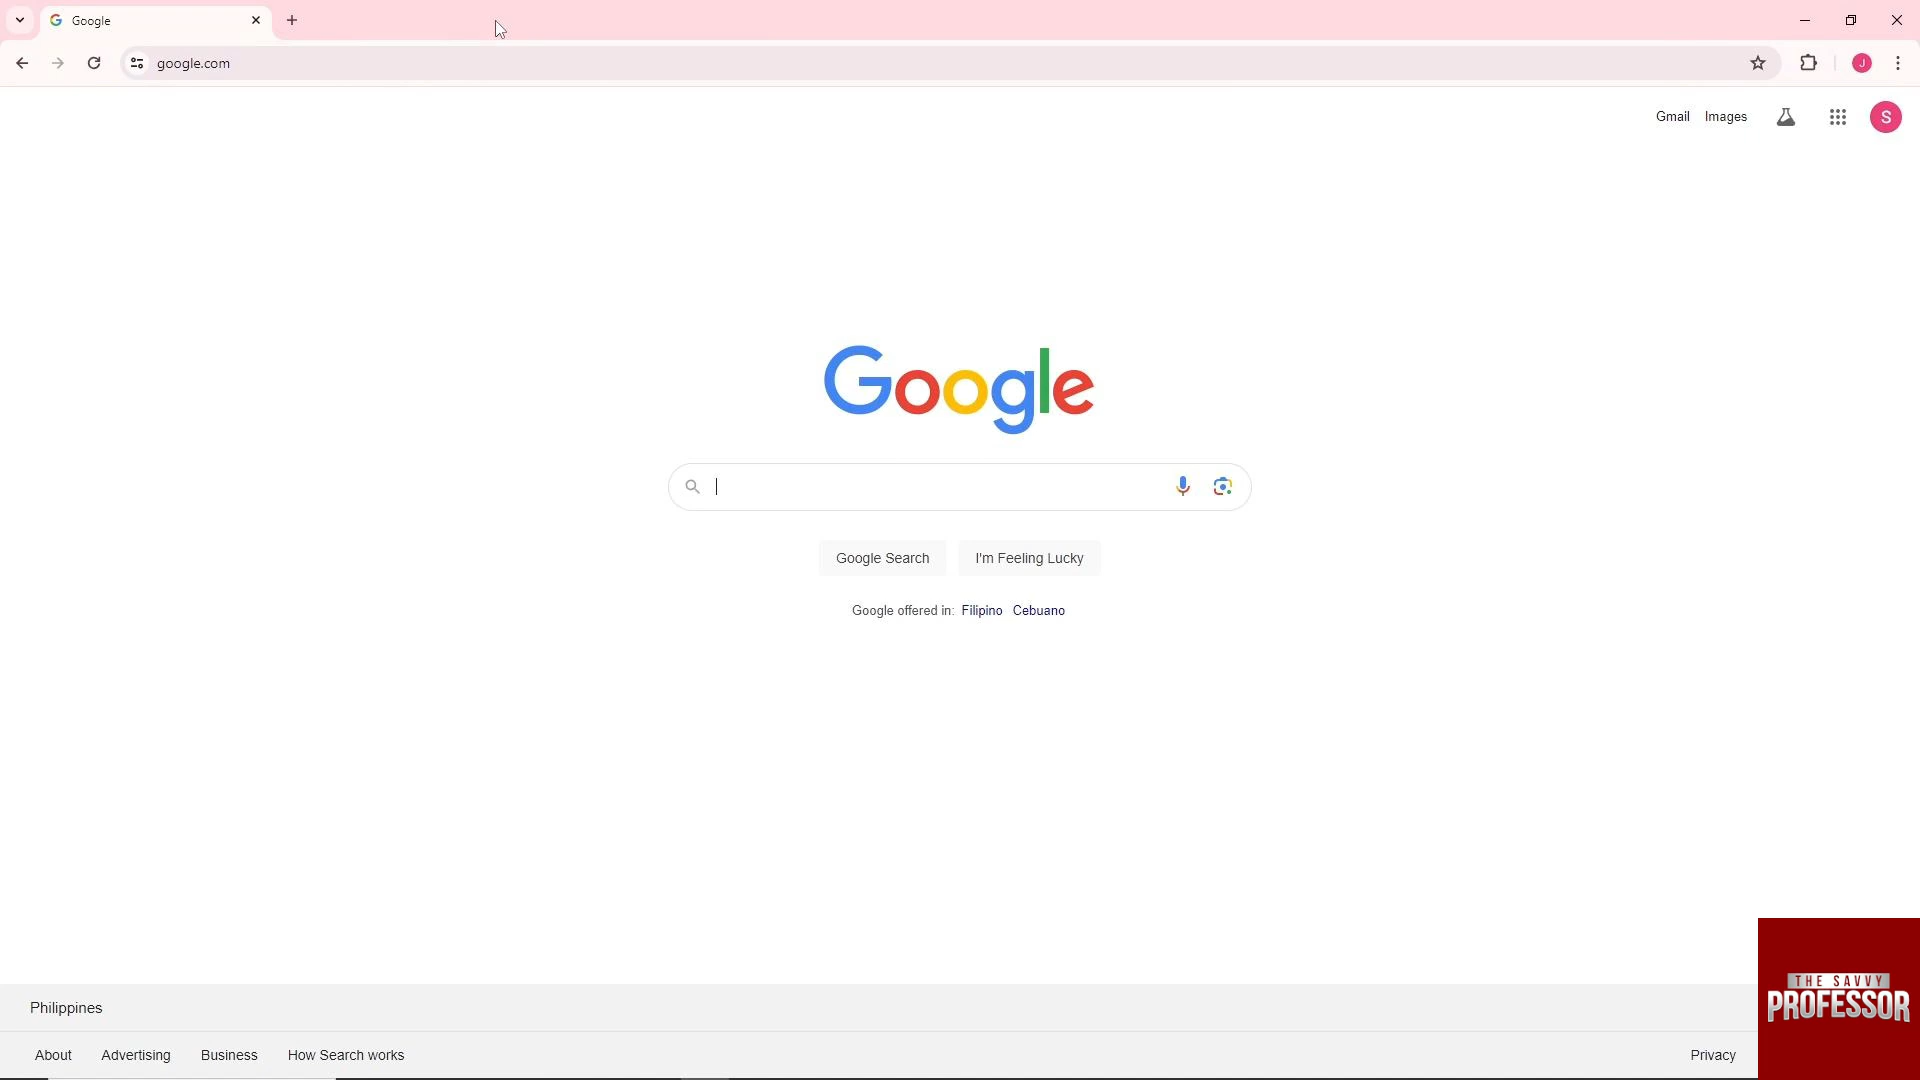 Google
google.com
J
Gmail Images
S
Google
Google Search I'm Feeling Lucky
Google offered in: Filipino Cebuano
Philippines
About Advertising Business How Search works
Privacy
THE SAVVY
PROFESSOR